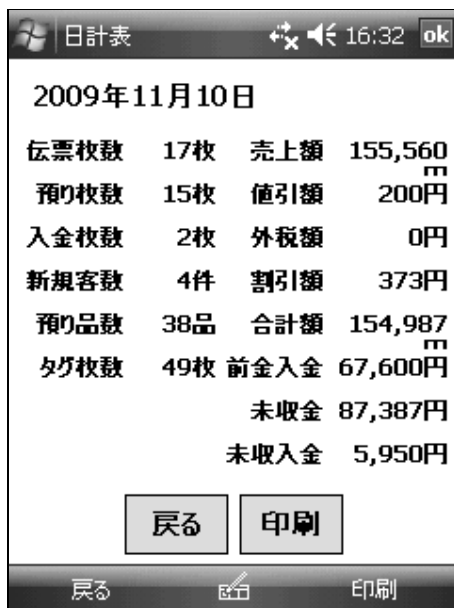 日計表 16:32 ok
2009年11月10日
伝票枚数 17枚 売上額 155,560円
預り枚数 15枚 値引額 200円
入金枚数 2枚 外税額 0円
新規客数 4件 割引額 373円
預り品数 38品 合計額 154,987円
タグ枚数 49枚 前金入金 67,600円
未収金 87,387円
未収入金 5,950円
戻る 印刷
戻る 印刷